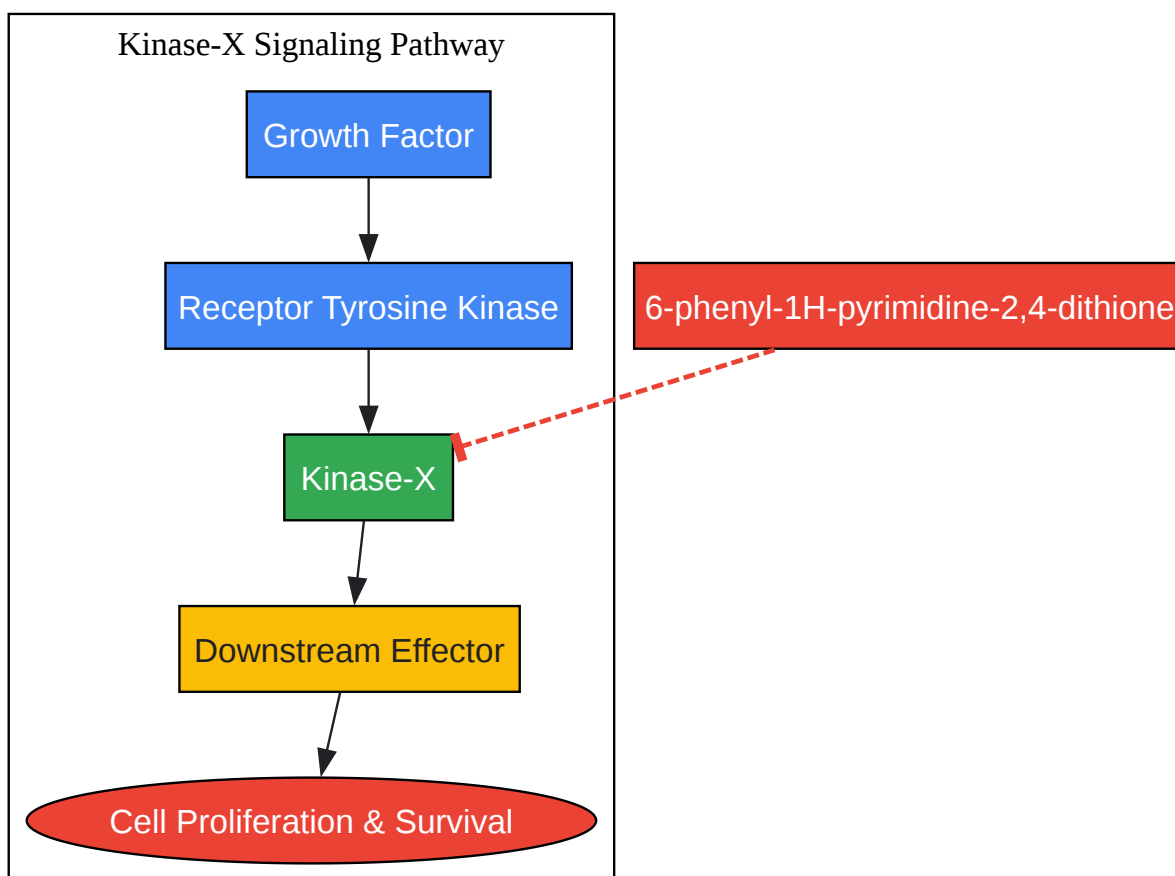 Kinase-X Signaling Pathway
Growth Factor
Receptor Tyrosine Kinase
6-phenyl-1H-pyrimidine-2,4-dithione
Kinase-X
Downstream Effector
Cell Proliferation & Survival